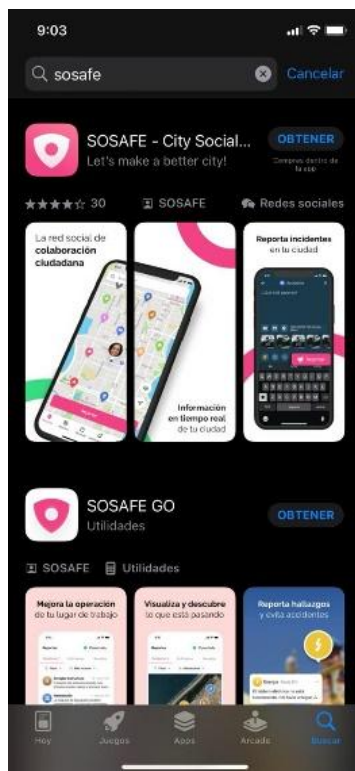 9:03
sosafe
Cancelar
SOSAFE - City Social...
Let's make a better city!
OBTENER
Compras dentro de
la app
30
SOSAFE
Redes sociales
La red social de
colaboración
ciudadana
Información
en tiempo real
de tu ciudad
Reporta incidentes
en tu ciudad
SOSAFE GO
Utilidades
OBTENER
SOSAFE
Utilidades
Mejora la operación
de tu lugar de trabajo
Visualiza y descubre
lo que está pasando
Reporta hallazgos
y evita accidentes
Hoy
Juegos
Apps
Arcade
Buscar